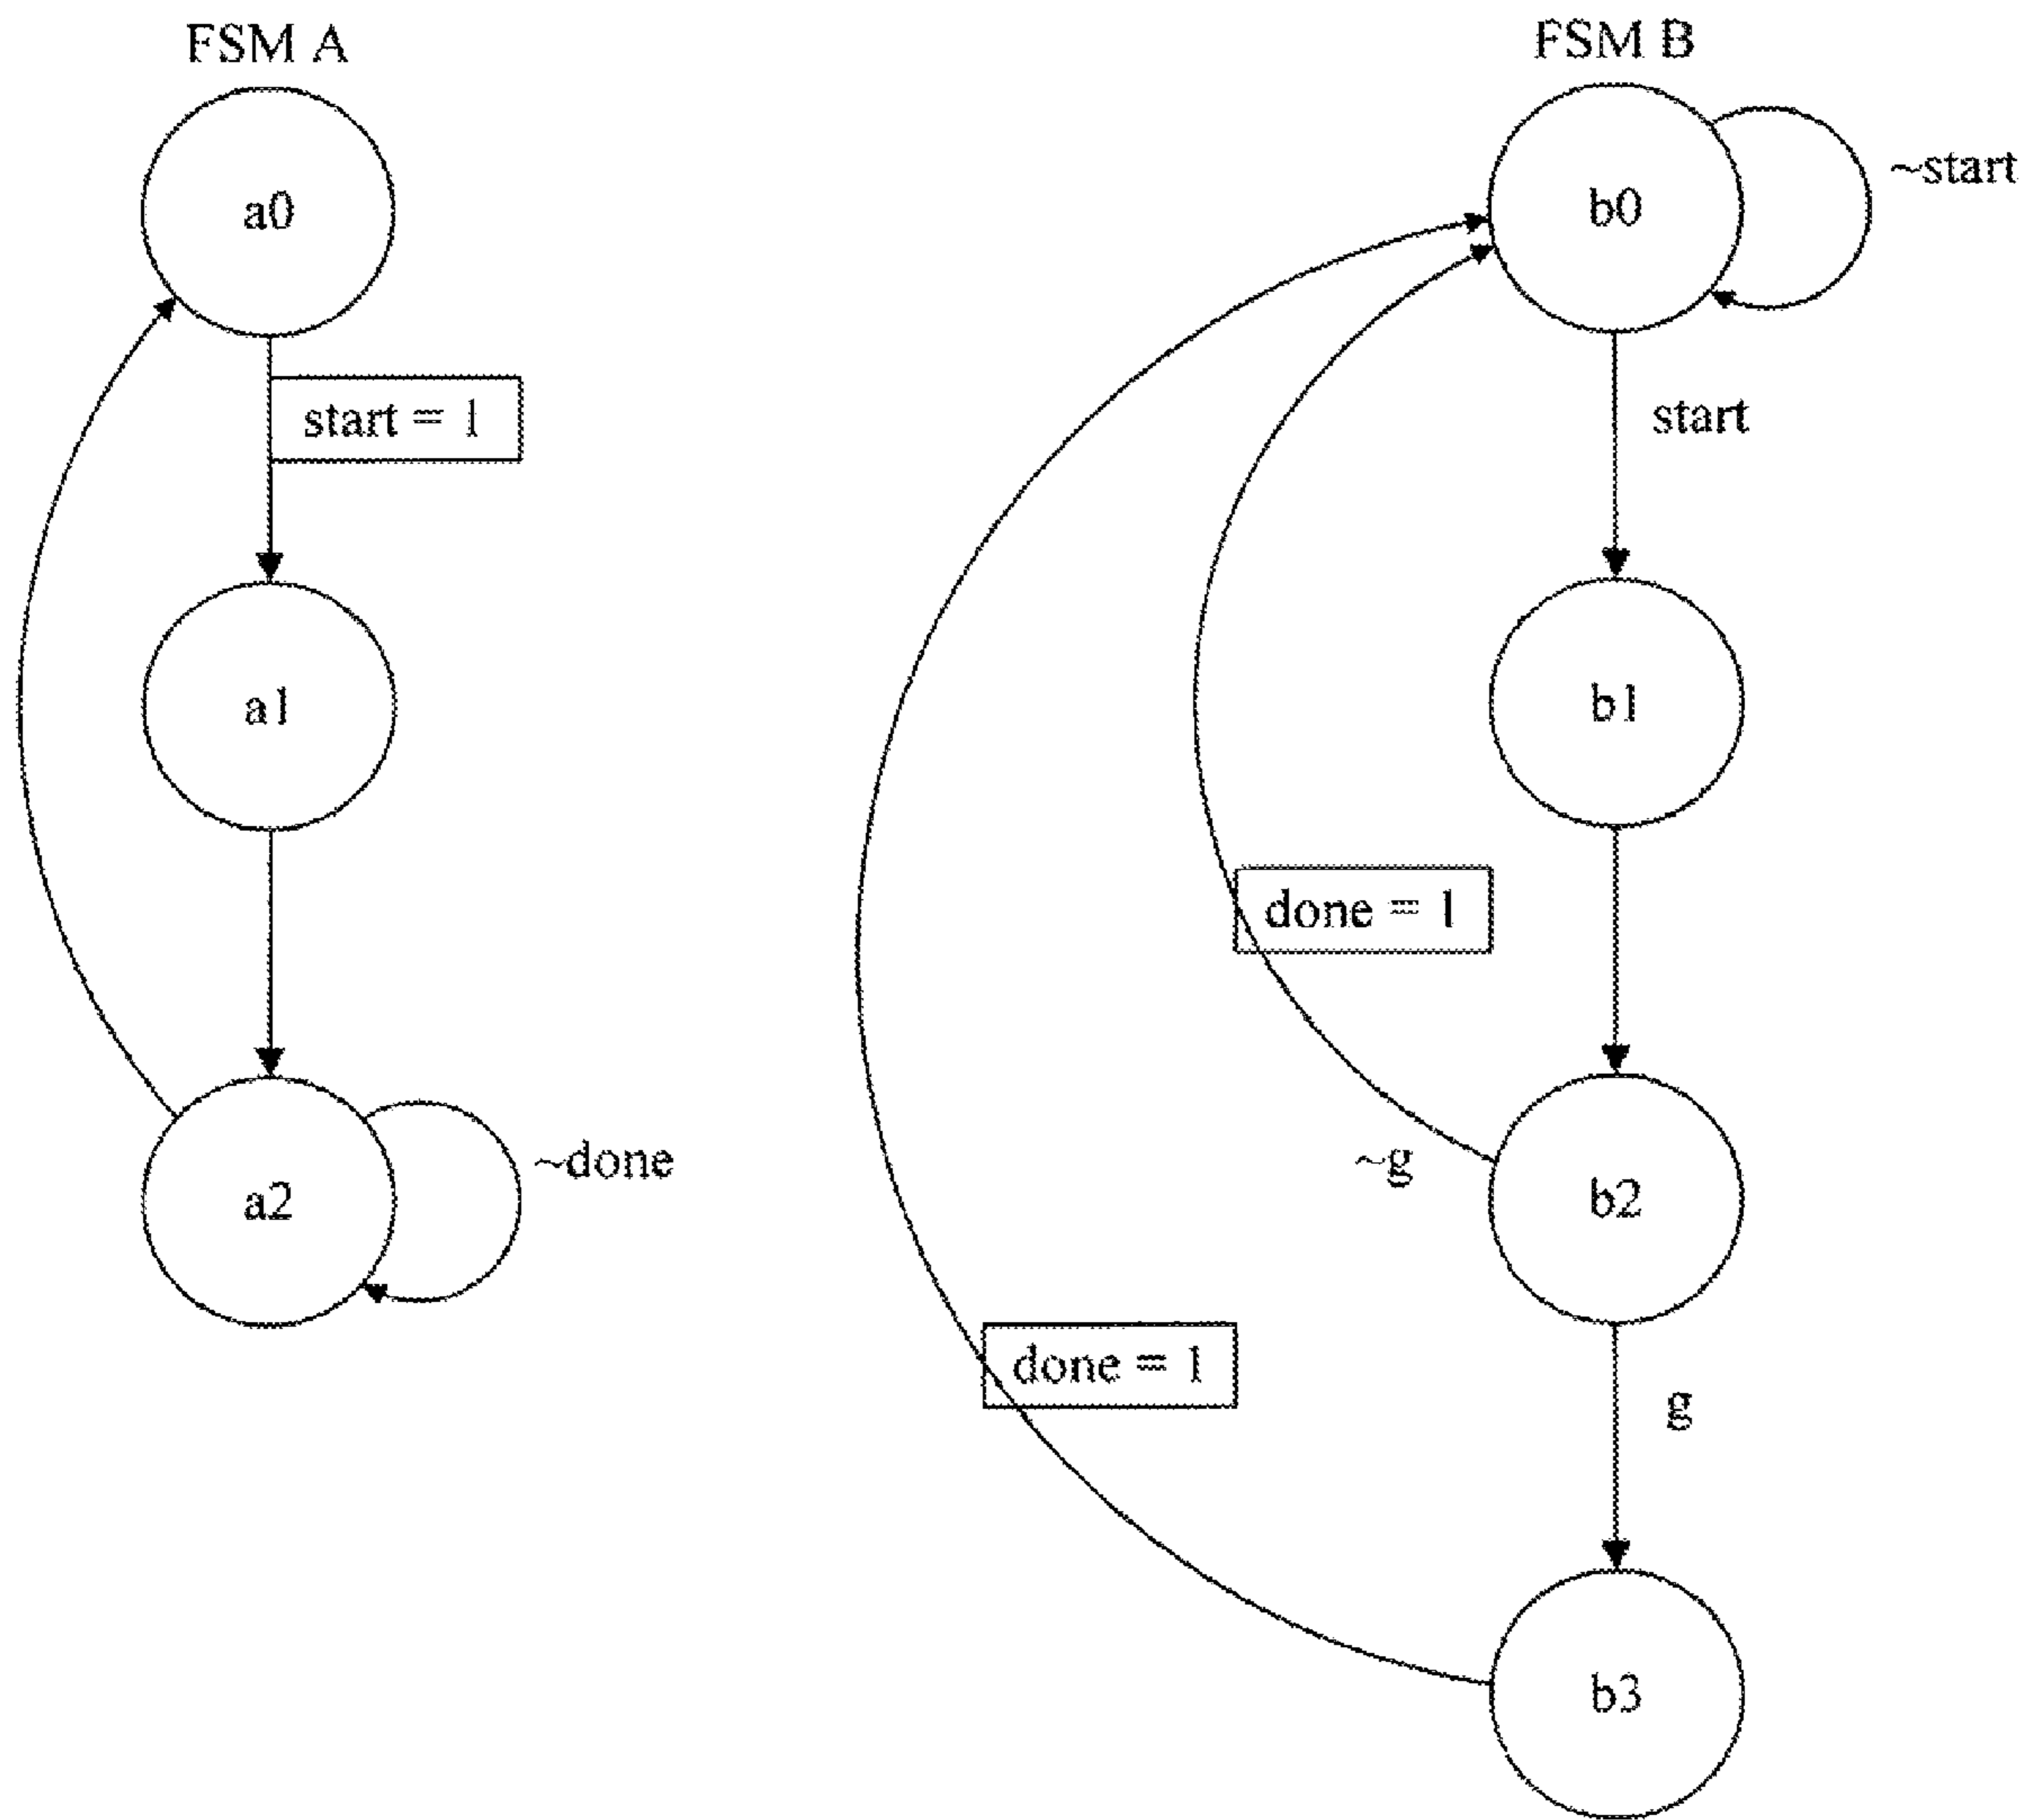 FSM A
a0
start = 1
a1
a2
~done
FSM B
b0
~start
start
b1
done = 1
b2
~g
g
done = 1
b3